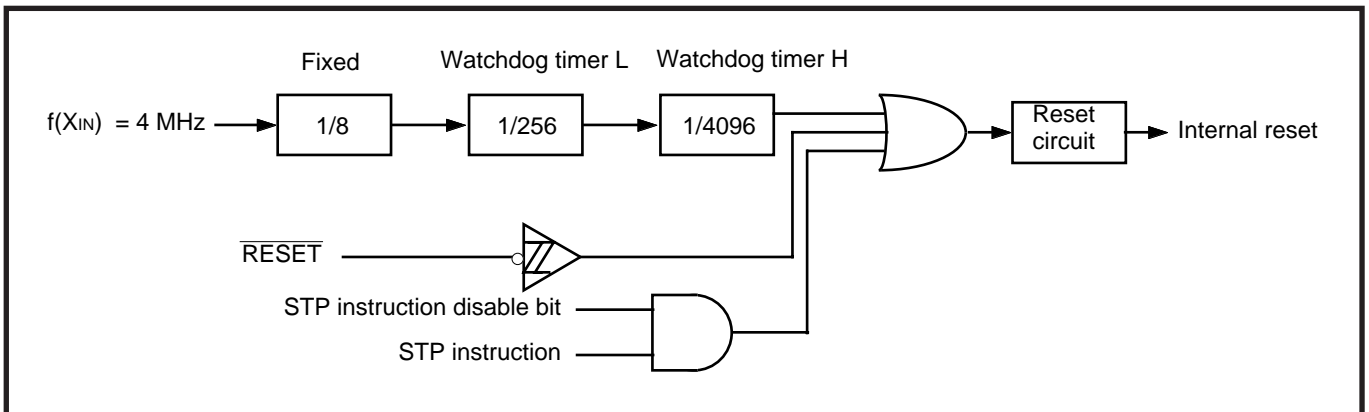 Fixed
Watchdog timer L
Watchdog timer H
f(XIN) = 4 MHz
1/8
1/256
1/4096
Reset
circuit
Internal reset
RESET
STP instruction disable bit
STP instruction